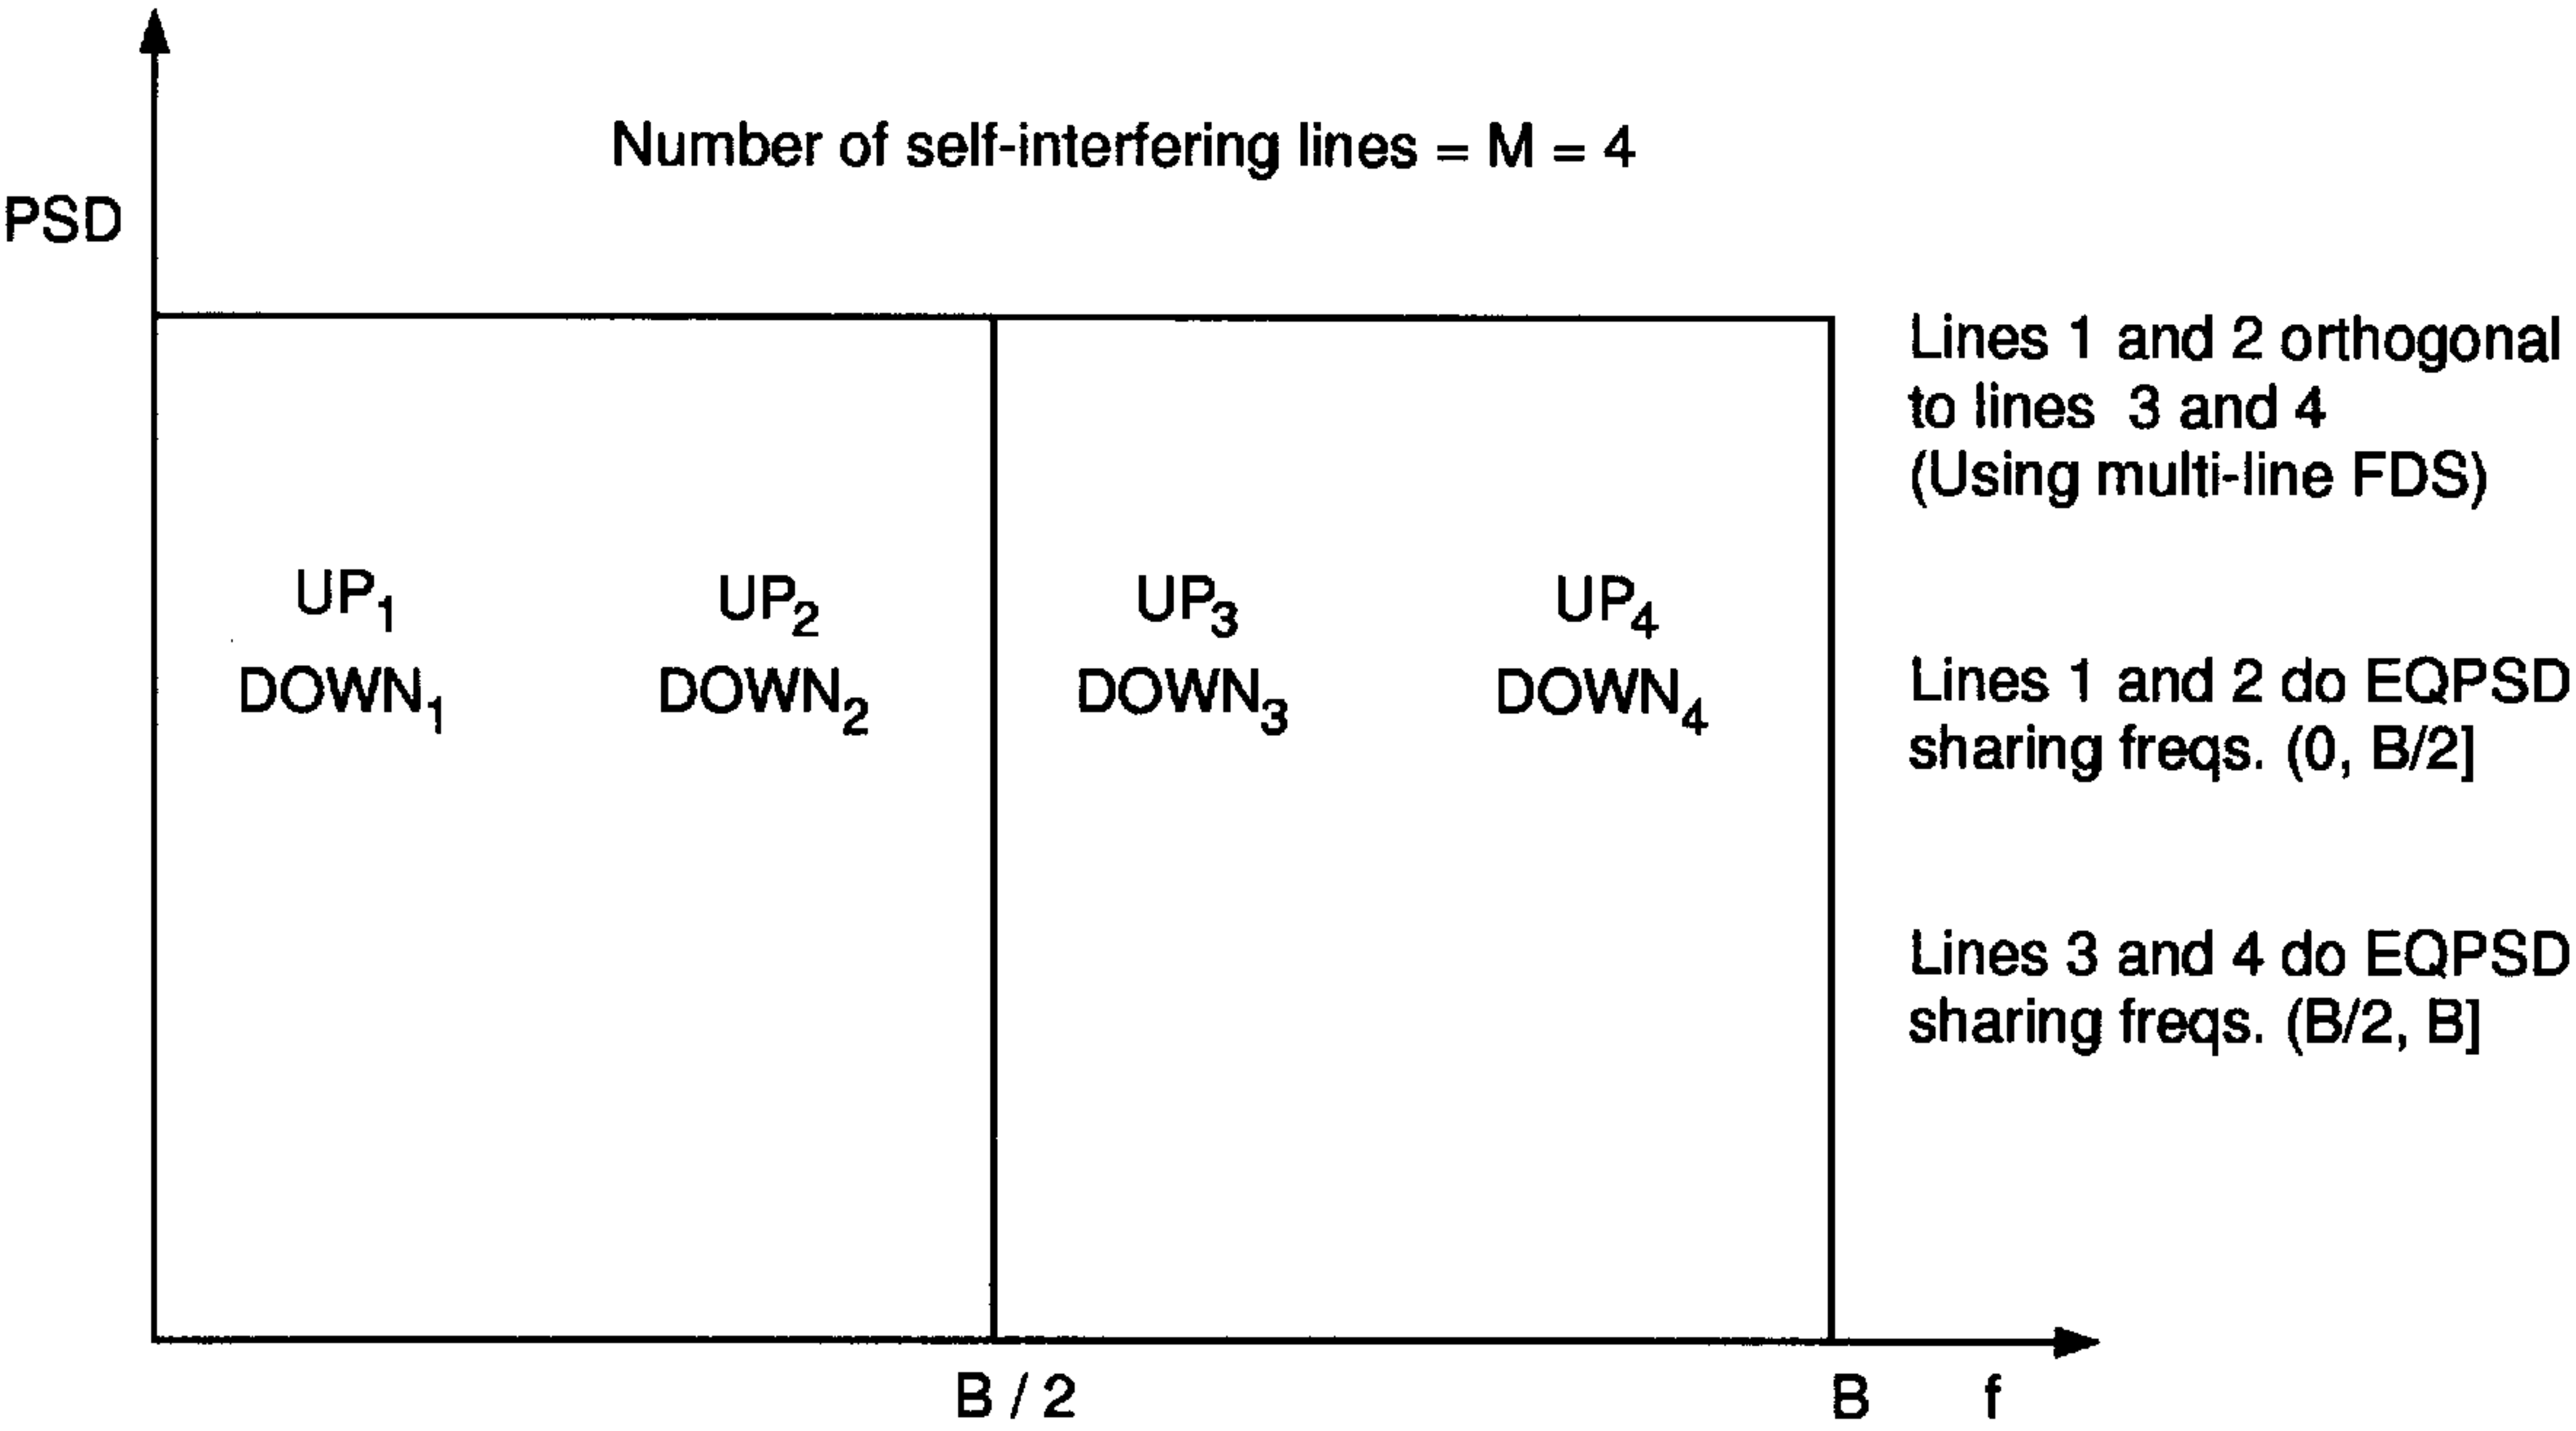 Number of self-interfering lines = M = 4
PSD
Lines 1 and 2 orthogonal
to lines 3 and 4
(Using multi-line FDS)
UP1 UP2 UP3 UP4
DOWN1 DOWN2 DOWN3 DOWN4
Lines 1 and 2 do EQPSD
sharing freqs. (0, B/2]
Lines 3 and 4 do EQPSD
sharing freqs. (B/2, B]
B / 2 B f